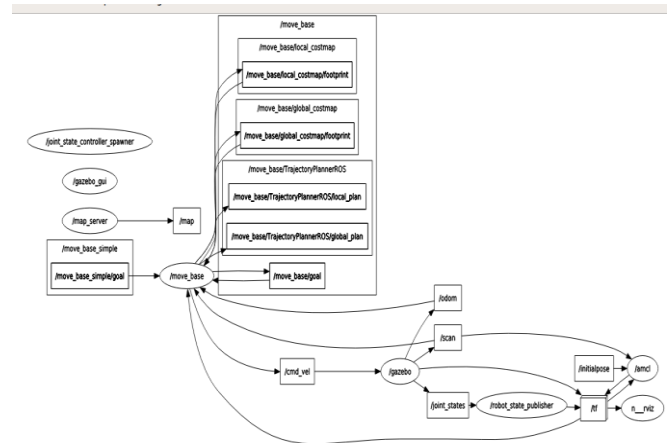 /move_base
/move_base/local_costmap
/move_base/local_costmap/footprint
/move_base/global_costmap
/move_base/global_costmap/footprint
/joint_state_controller_spawner
/move_base/TrajectoryPlannerROS
/gazebo_gui
/move_base/TrajectoryPlannerROS/local_plan
/map_server
/map
/move_base/TrajectoryPlannerROS/global_plan
/move_base_simple
/move_base_simple/goal
/move_base
/move_base/goal
/odom
/scan
/cmd_vel
/gazebo
/initialpose
/amcl
/joint_states
/robot_state_publisher
/tf
n__rviz